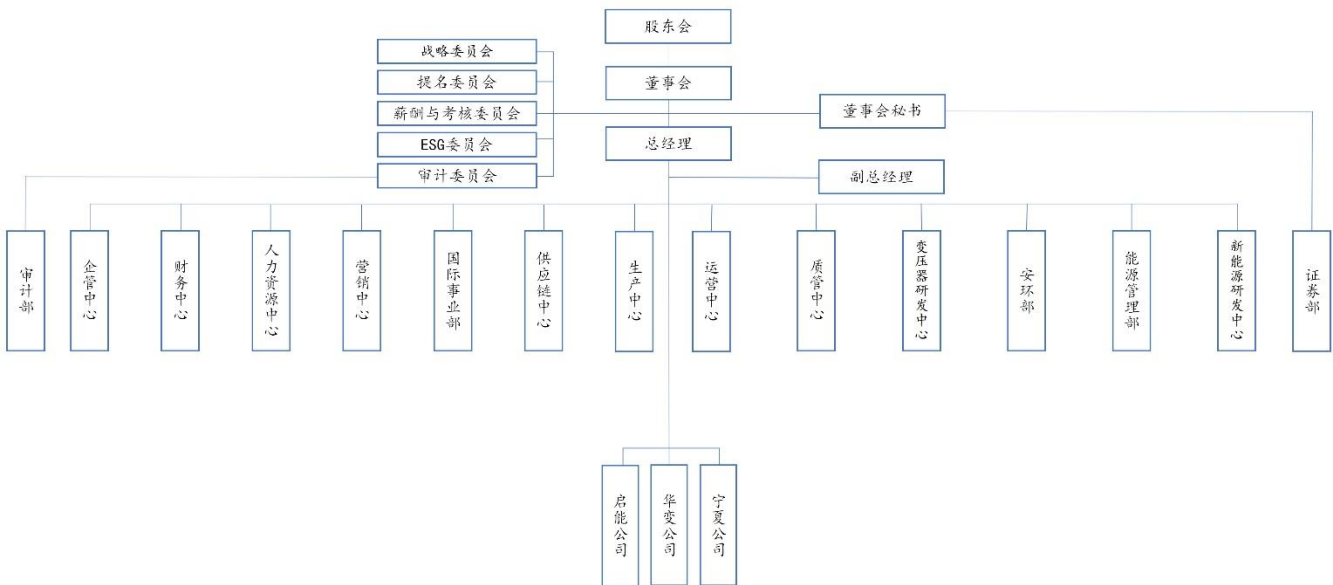 股东会
战略委员会
提名委员会
董事会
薪酬与考核委员会
董事会秘书
ESG委员会
总经理
审计委员会
副总经理
审计部
企管中心
财务中心
人力资源中心
营销中心
国际事业部
供应链中心
生产中心
运营中心
质管中心
变压器研发中心
安环部
能源管理部
新能源研发中心
证券部
启能公司
华变公司
宁夏公司